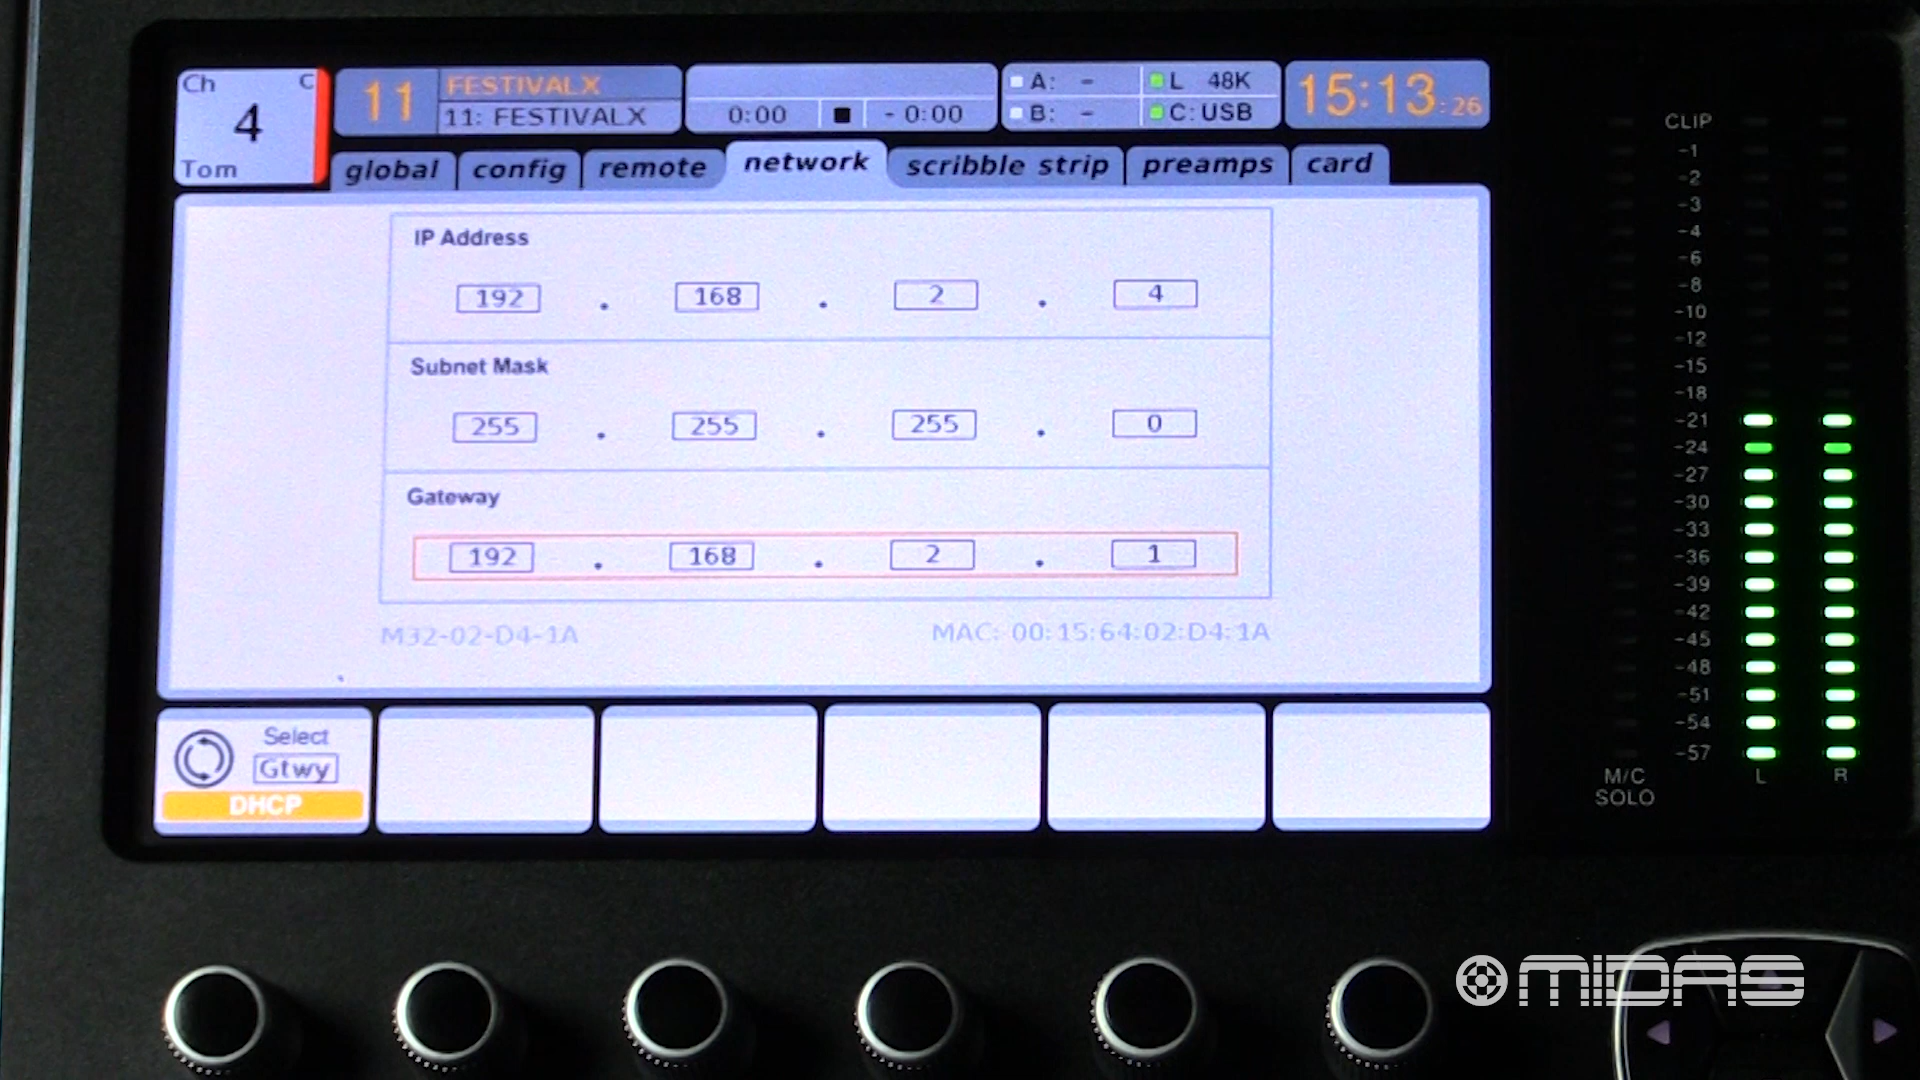 Ch C
4
Tom
11
FESTIVALX
11: FESTIVALX
0:00 - 0:00
A: - L 48K
B: - C: USB
15:13:26
global config remote network scribble strip preamps card
IP Address
192 . 168 . 2 . 4
Subnet Mask
255 . 255 . 255 . 0
Gateway
192 . 168 . 2 . 1
M32-02-D4-1A MAC: 00:15:64:02:D4:1A
Select
Gtwy
DHCP
CLIP
-1
-2
-3
-4
-6
-8
-10
-12
-15
-18
-21
-24
-27
-30
-33
-36
-39
-42
-45
-48
-51
-54
-57
M/C
SOLO
L R
MIDAS